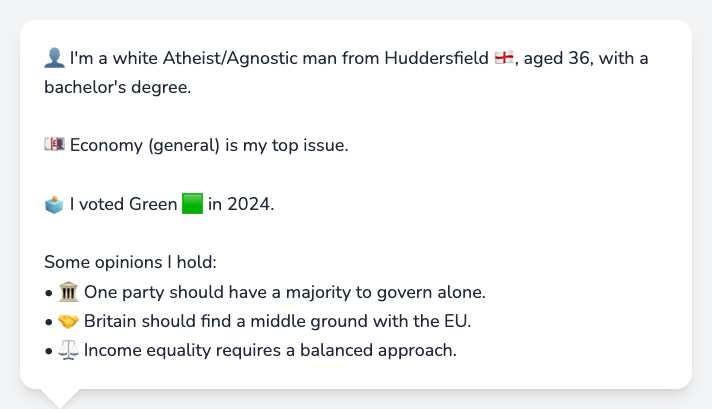 👤 I'm a white Atheist/Agnostic man from Huddersfield 🏴󠁧󠁢󠁥󠁮󠁧󠁿, aged 36, with a
bachelor's degree.
💷 Economy (general) is my top issue.
🗳️ I voted Green 🟩 in 2024.
Some opinions I hold:
• 🏛️ One party should have a majority to govern alone.
• 🤝 Britain should find a middle ground with the EU.
• ⚖️ Income equality requires a balanced approach.